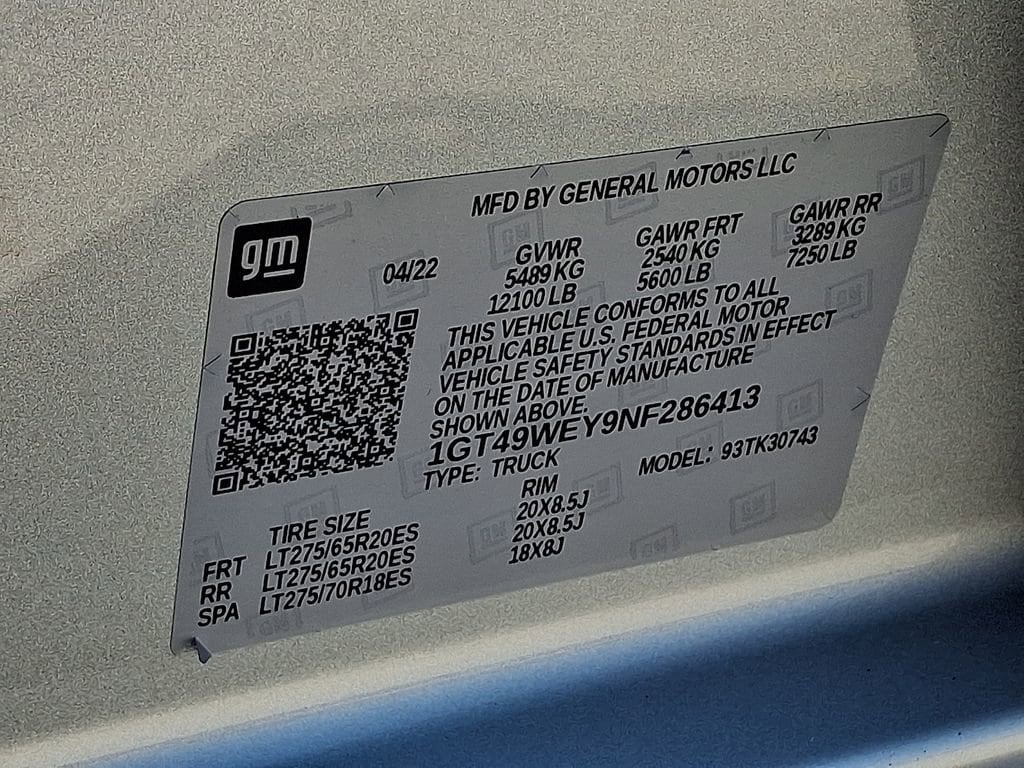 MFD BY GENERAL MOTORS LLC
gm
04/22
GVWR GAWR FRT GAWR RR
5489 KG 2540 KG 3289 KG
12100 LB 5600 LB 7250 LB
THIS VEHICLE CONFORMS TO ALL
APPLICABLE U.S. FEDERAL MOTOR
VEHICLE SAFETY STANDARDS IN EFFECT
ON THE DATE OF MANUFACTURE
SHOWN ABOVE.
1GT49WEY9NF286413
TYPE: TRUCK MODEL: 93TK30743
TIRE SIZE RIM
FRT LT275/65R20ES 20X8.5J
RR LT275/65R20ES 20X8.5J
SPA LT275/70R18ES 18X8J